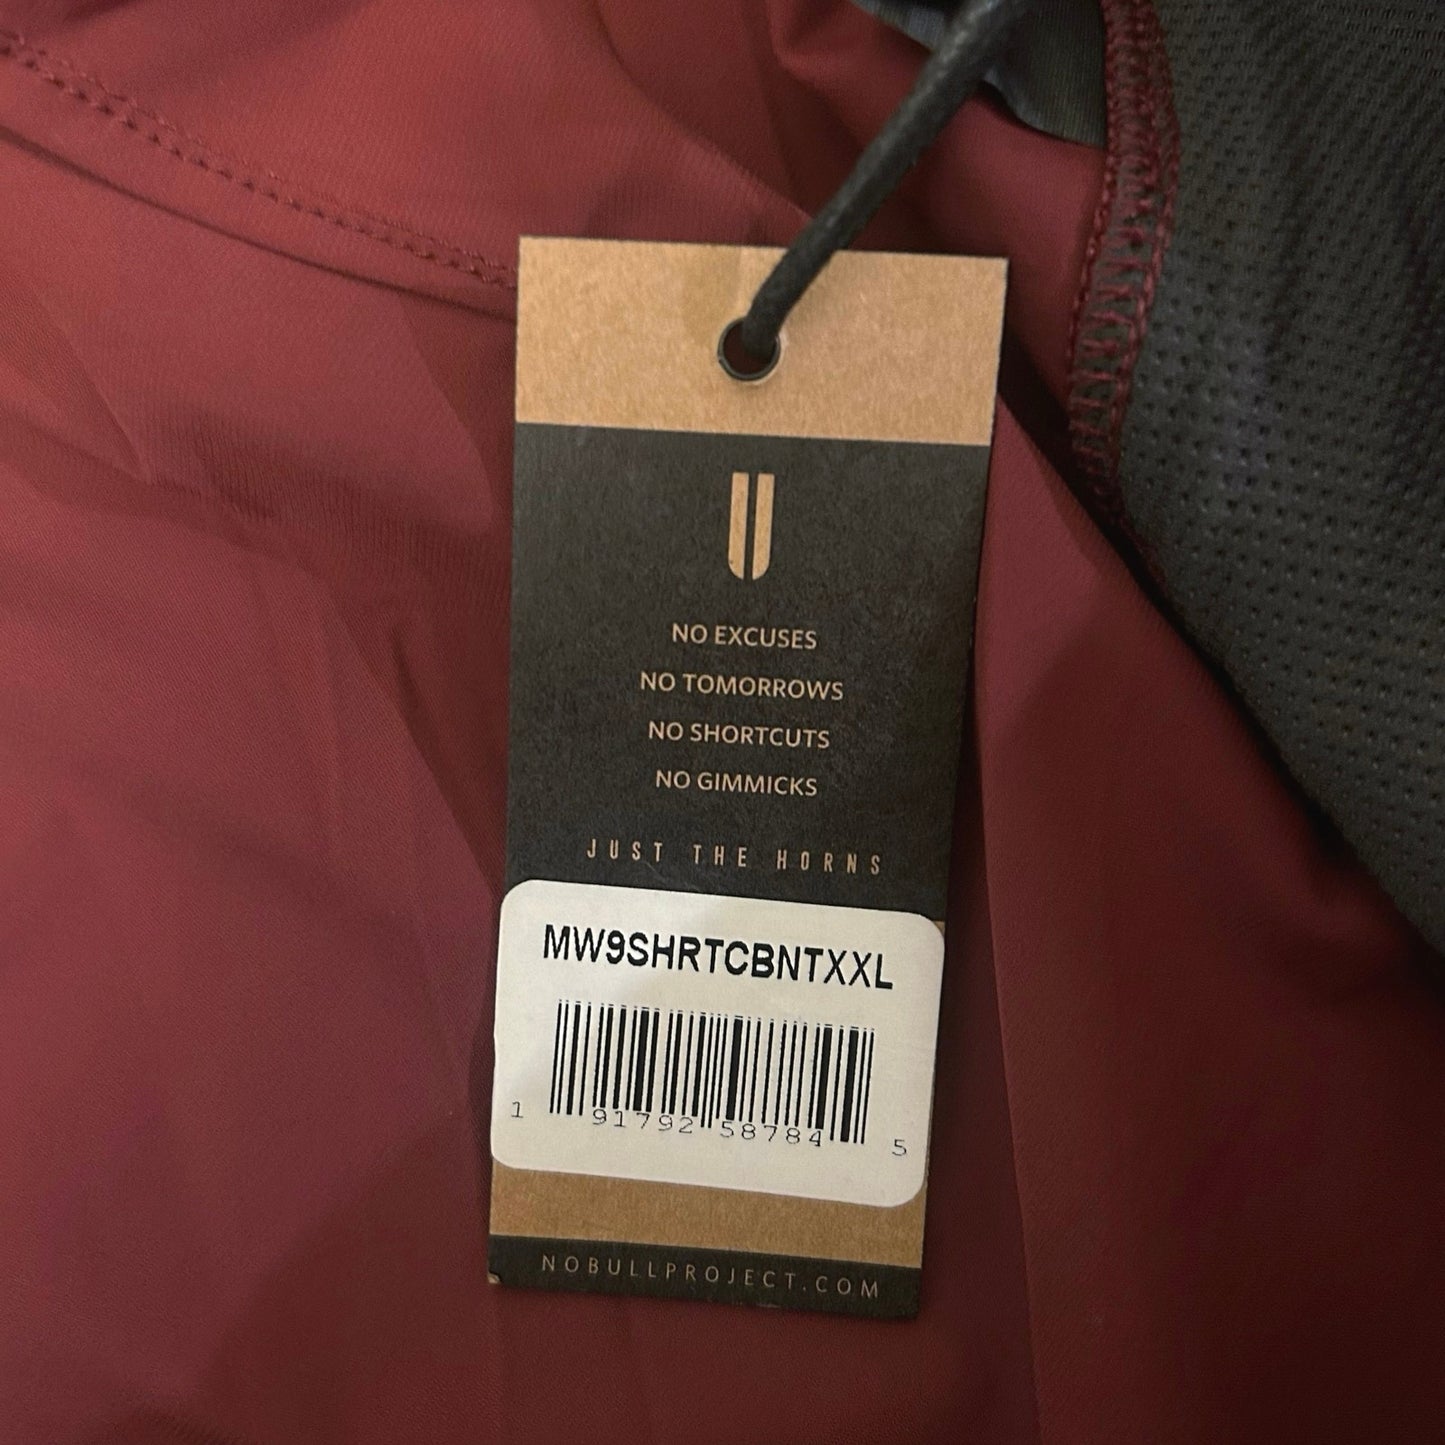 NO EXCUSES
NO TOMORROWS
NO SHORTCUTS
NO GIMMICKS
JUST THE HORNS
MW9SHRTCBNTXXL
1 91792 58784 5
NOBULLPROJECT.COM